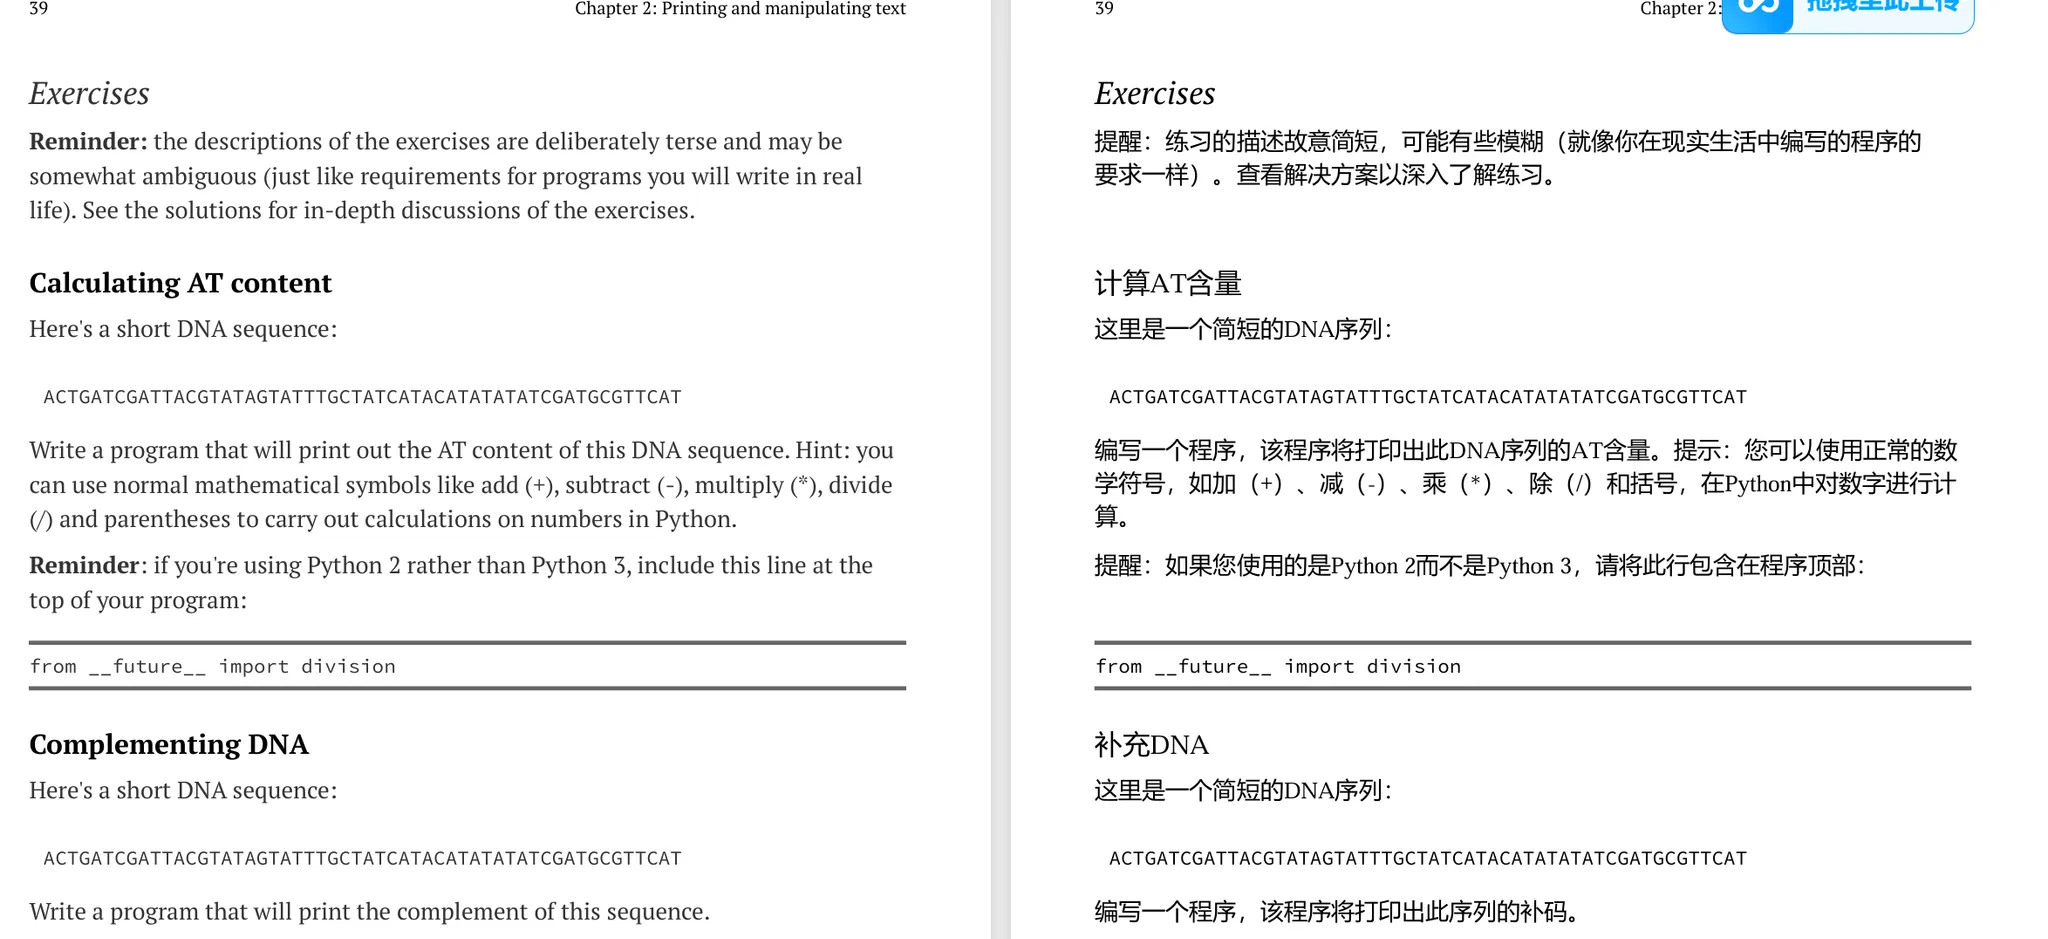 39 Chapter 2: Printing and manipulating text
Exercises
Reminder: the descriptions of the exercises are deliberately terse and may be
somewhat ambiguous (just like requirements for programs you will write in real
life). See the solutions for in-depth discussions of the exercises.
Calculating AT content
Here's a short DNA sequence:
ACTGATCGATTACGTATAGTATTTGCTATCATACATATATATCGATGCGTTCAT
Write a program that will print out the AT content of this DNA sequence. Hint: you
can use normal mathematical symbols like add (+), subtract (-), multiply (*), divide
(/) and parentheses to carry out calculations on numbers in Python.
Reminder: if you're using Python 2 rather than Python 3, include this line at the
top of your program:
from __future__ import division
Complementing DNA
Here's a short DNA sequence:
ACTGATCGATTACGTATAGTATTTGCTATCATACATATATATCGATGCGTTCAT
Write a program that will print the complement of this sequence.
39 Chapter 2:
拖拽至此上传
Exercises
提醒：练习的描述故意简短，可能有些模糊（就像你在现实生活中编写的程序的
要求一样）。查看解决方案以深入了解练习。
计算AT含量
这里是一个简短的DNA序列：
ACTGATCGATTACGTATAGTATTTGCTATCATACATATATATCGATGCGTTCAT
编写一个程序，该程序将打印出此DNA序列的AT含量。提示：您可以使用正常的数
学符号，如加（+）、减（-）、乘（*）、除（/）和括号，在Python中对数字进行计
算。
提醒：如果您使用的是Python 2而不是Python 3，请将此行包含在程序顶部：
from __future__ import division
补充DNA
这里是一个简短的DNA序列：
ACTGATCGATTACGTATAGTATTTGCTATCATACATATATATCGATGCGTTCAT
编写一个程序，该程序将打印出此序列的补码。